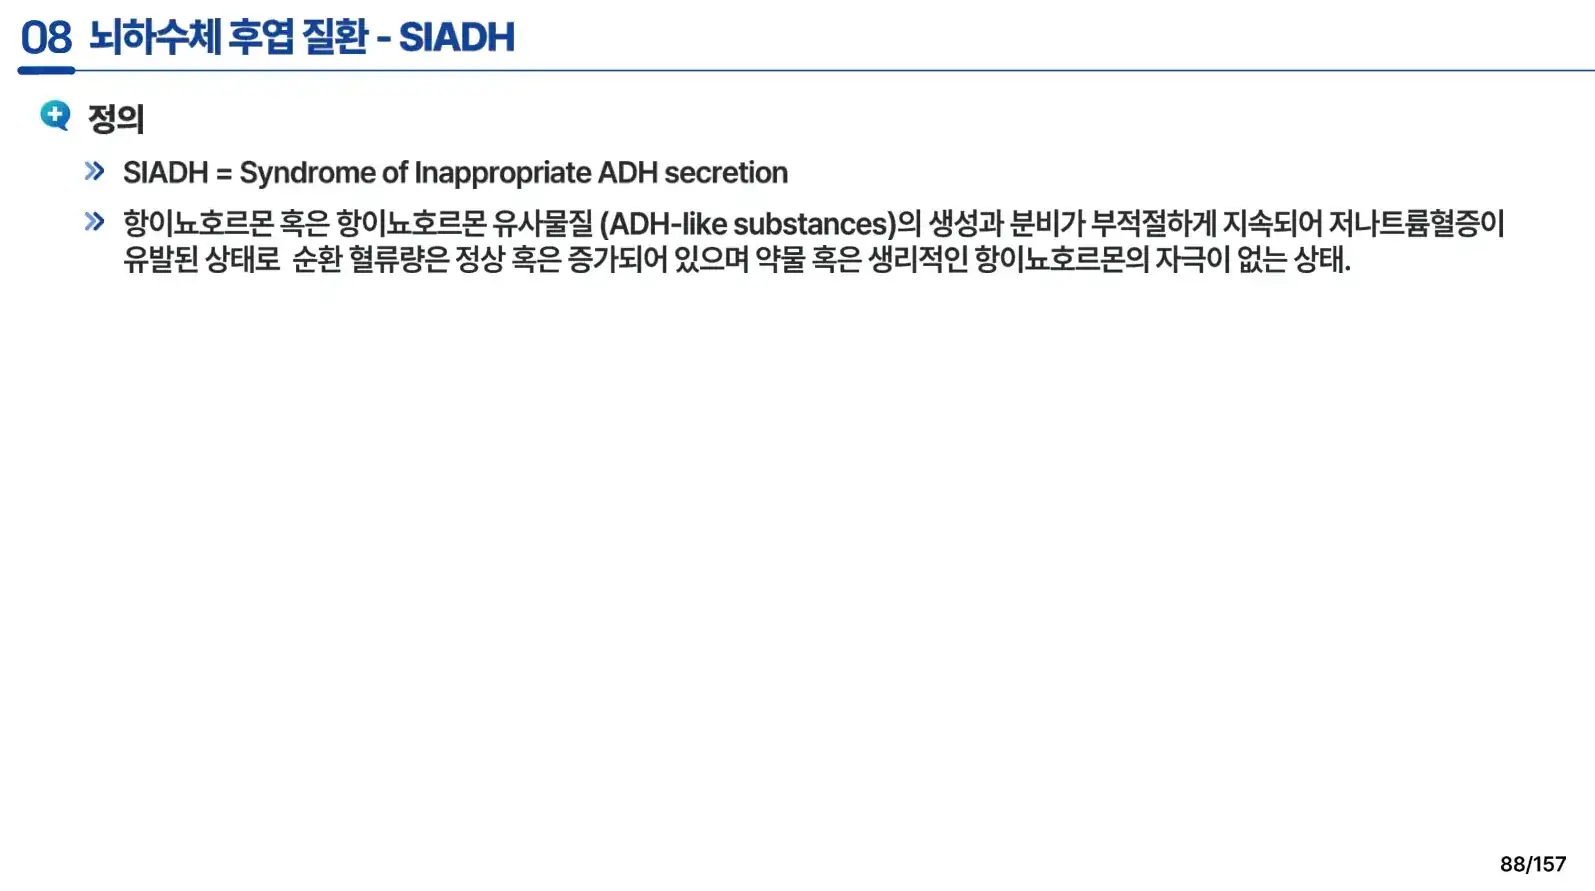 08 뇌하수체 후엽 질환 - SIADH
정의
SIADH = Syndrome of Inappropriate ADH secretion
항이뇨호르몬 혹은 항이뇨호르몬 유사물질 (ADH-like substances)의 생성과 분비가 부적절하게 지속되어 저나트륨혈증이
유발된 상태로 순환 혈류량은 정상 혹은 증가되어 있으며 약물 혹은 생리적인 항이뇨호르몬의 자극이 없는 상태.
88/157